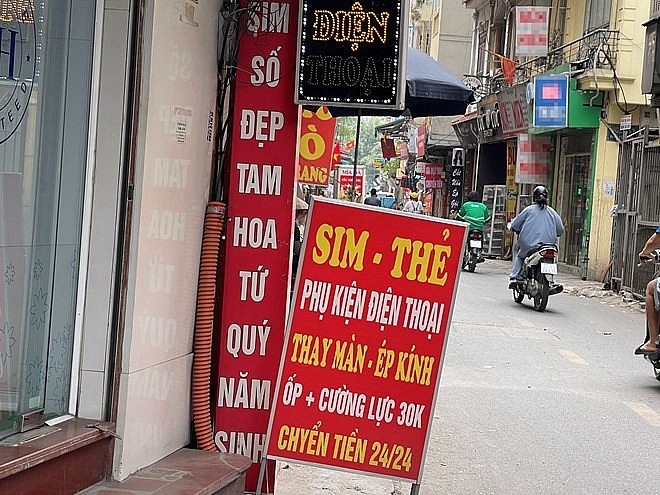 SIM
SỐ
ĐẸP
TAM
HOA
TỨ
QUÝ
NĂM
SINH
ĐIỆN
THOẠI
SIM - THẺ
PHỤ KIỆN ĐIỆN THOẠI
THAY MÀN - ÉP KÍNH
ỐP + CƯỜNG LỰC 30K
CHYỂN TIỀN 24/24